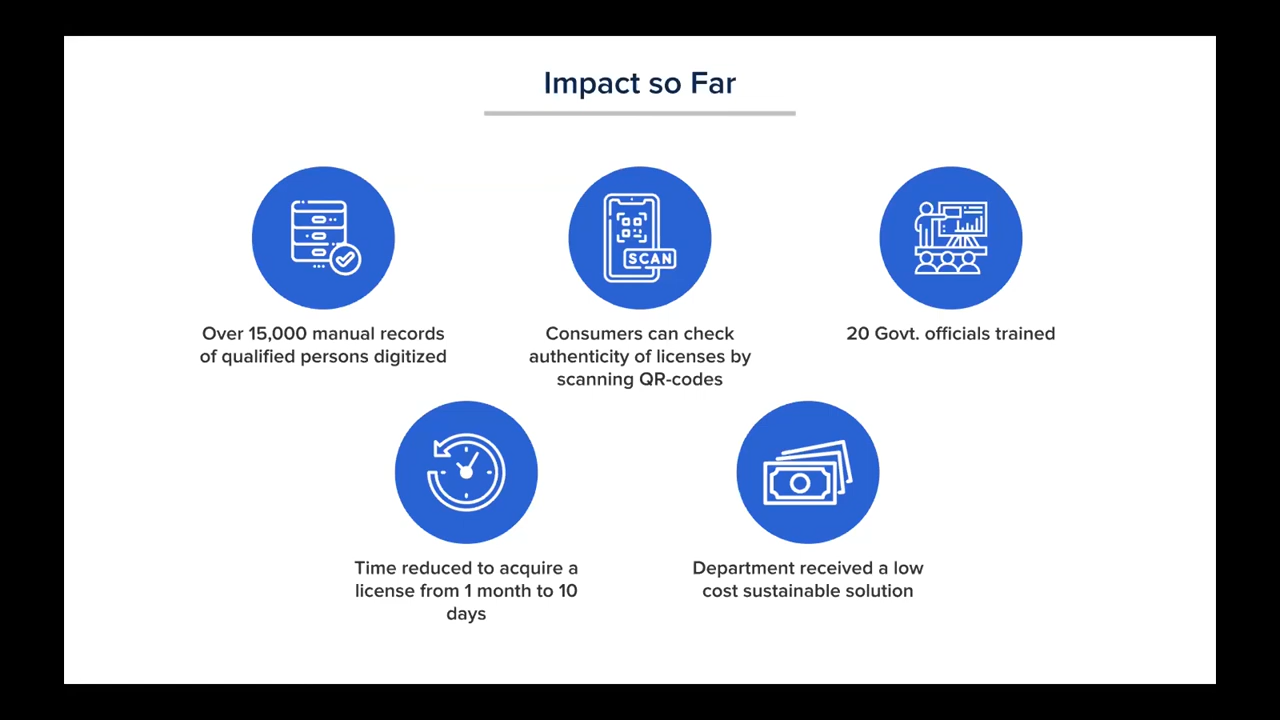 Impact so Far
SCAN
Over 15,000 manual records
of qualified persons digitized
Consumers can check
authenticity of licenses by
scanning QR-codes
20 Govt. officials trained
Time reduced to acquire a
license from 1 month to 10
days
Department received a low
cost sustainable solution